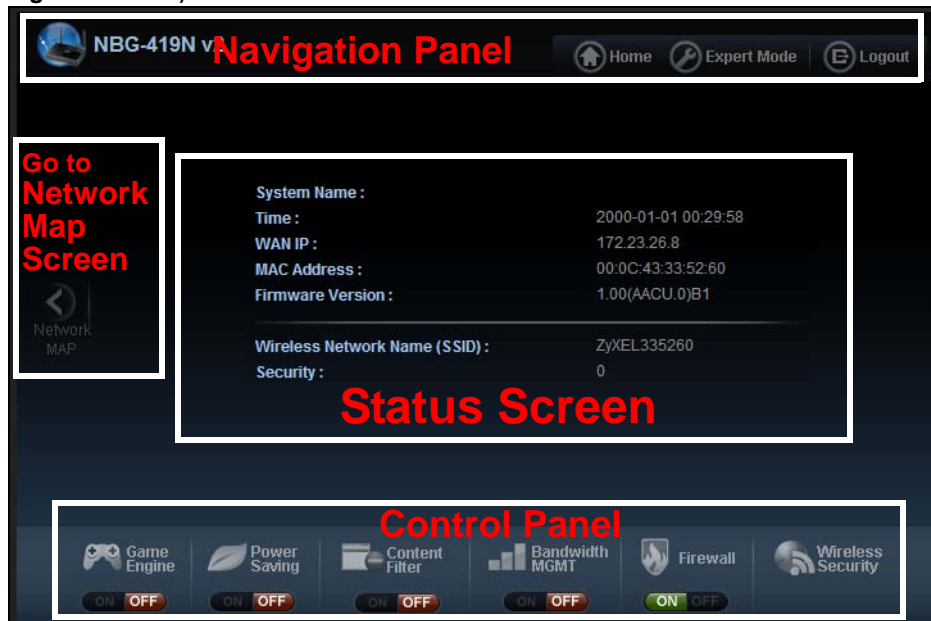 NBG-419N v2
Navigation Panel
Home
Expert Mode
Logout
Go to
Network
Map
Screen
Network
MAP
System Name :
Time : 2000-01-01 00:29:58
WAN IP : 172.23.26.8
MAC Address : 00:0C:43:33:52:60
Firmware Version : 1.00(AACU.0)B1
Wireless Network Name (SSID) : ZyXEL335260
Security : 0
Status Screen
Control Panel
Game
Engine
ON OFF
Power
Saving
ON OFF
Content
Filter
ON OFF
Bandwidth
MGMT
ON OFF
Firewall
ON OFF
Wireless
Security